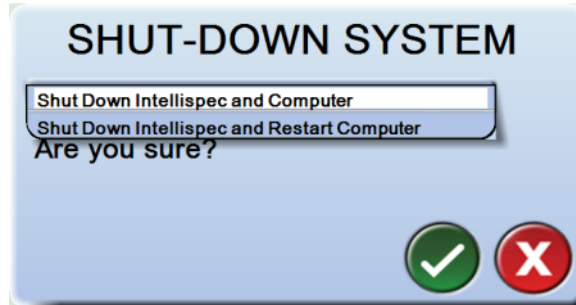 SHUT-DOWN SYSTEM
Shut Down Intellispec and Computer
Shut Down Intellispec and Restart Computer
Are you sure?